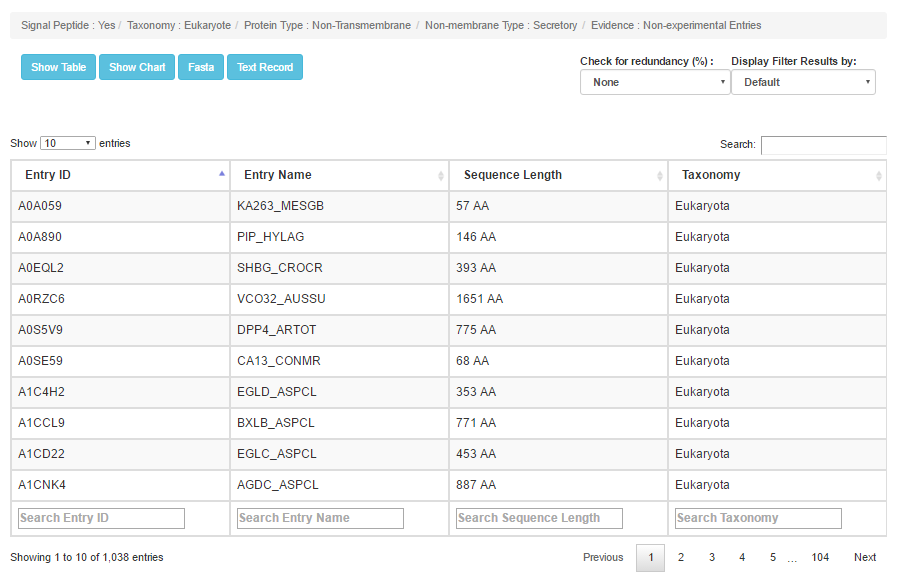 Signal Peptide : Yes / Taxonomy : Eukaryote / Protein Type : Non-Transmembrane / Non-membrane Type : Secretory / Evidence : Non-experimental Entries
Check for redundancy (%) : Display Filter Results by:
Show Table Show Chart Fasta Text Record None Default
Show 10 entries Search:
Entry ID Entry Name Sequence Length Taxonomy
A0A059 KA263_MESGB 57 AA Eukaryota
A0A890 PIP_HYLAG 146 AA Eukaryota
A0EQL2 SHBG_CROCR 393 AA Eukaryota
A0RZC6 VCO32_AUSSU 1651 AA Eukaryota
A0S5V9 DPP4_ARTOT 775 AA Eukaryota
A0SE59 CA13_CONMR 68 AA Eukaryota
A1C4H2 EGLD_ASPCL 353 AA Eukaryota
A1CCL9 BXLB_ASPCL 771 AA Eukaryota
A1CD22 EGLC_ASPCL 453 AA Eukaryota
A1CNK4 AGDC_ASPCL 887 AA Eukaryota
Search Entry ID Search Entry Name Search Sequence Length Search Taxonomy
Showing 1 to 10 of 1,038 entries Previous 1 2 3 4 5 ... 104 Next